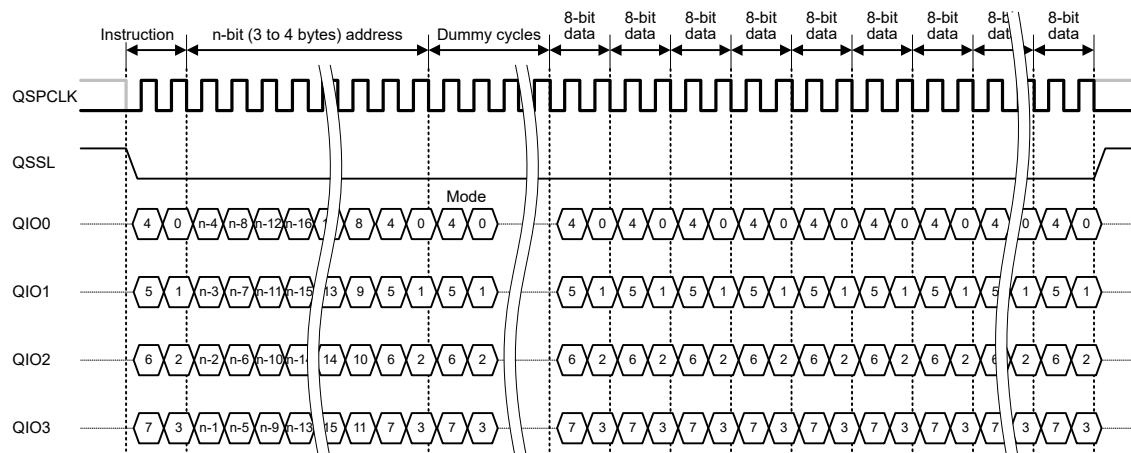 8-bit 8-bit 8-bit 8-bit 8-bit 8-bit 8-bit 8-bit 8-bit
Instruction n-bit (3 to 4 bytes) address Dummy cycles data data data data data data data data data
QSPCLK
QSSL
Mode
QIO0 4 0 n-4 n-8 n-12 n-16 8 4 0 4 0 4 0 4 0 4 0 4 0 4 0 4 0 4 0 4 0 4 0
QIO1 5 1 n-3 n-7 n-11 n-15 13 9 5 1 5 1 5 1 5 1 5 1 5 1 5 1 5 1 5 1 5 1 5 1
QIO2 6 2 n-2 n-6 n-10 n-14 14 10 6 2 6 2 6 2 6 2 6 2 6 2 6 2 6 2 6 2 6 2 6 2
QIO3 7 3 n-1 n-5 n-9 n-13 15 11 7 3 7 3 7 3 7 3 7 3 7 3 7 3 7 3 7 3 7 3 7 3